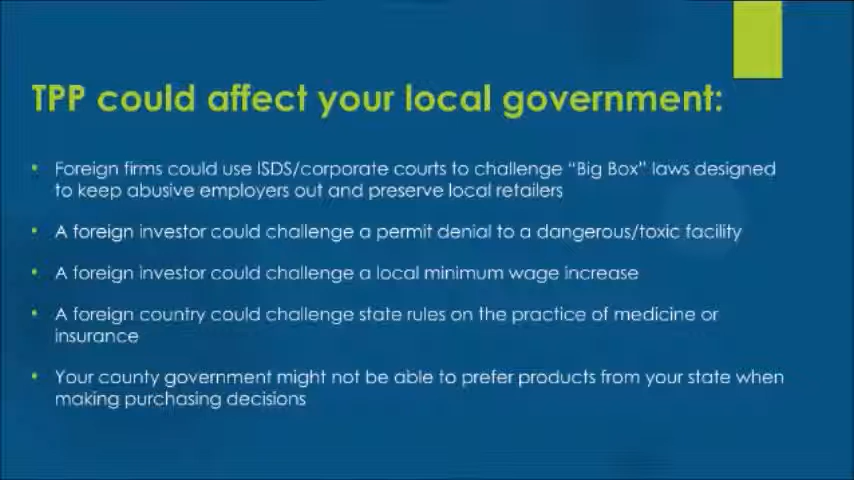 TPP could affect your local government:
Foreign firms could use ISDS/corporate courts to challenge “Big Box” laws designed
to keep abusive employers out and preserve local retailers
A foreign investor could challenge a permit denial to a dangerous/toxic facility
A foreign investor could challenge a local minimum wage increase
A foreign country could challenge state rules on the practice of medicine or
insurance
Your county government might not be able to prefer products from your state when
making purchasing decisions